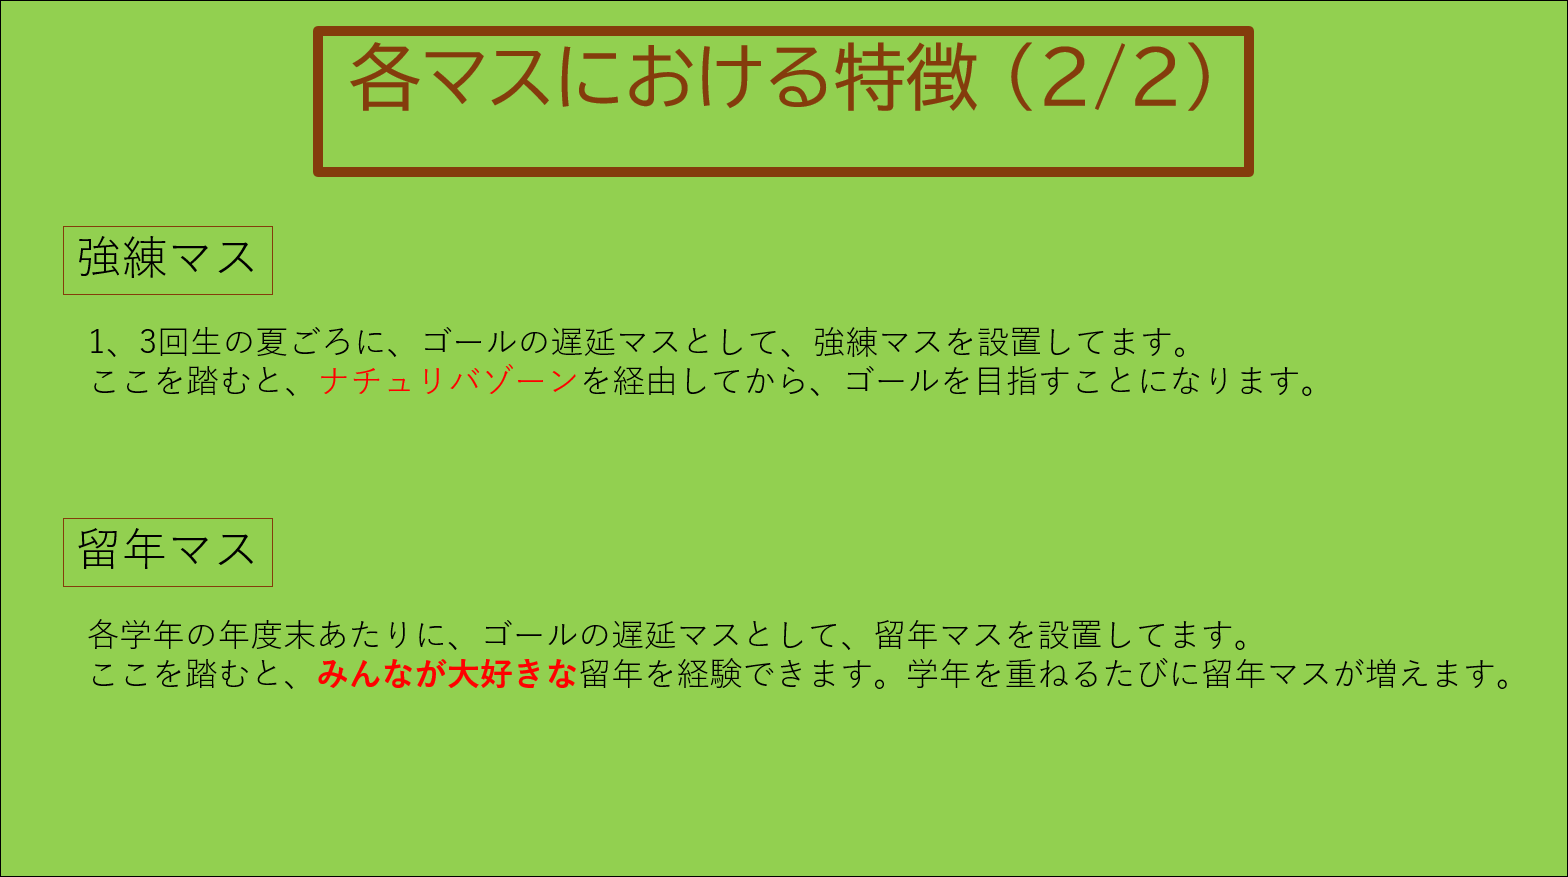 各マスにおける特徴（2/2）
強練マス
1、3回生の夏ごろに、ゴールの遅延マスとして、強練マスを設置してます。
ここを踏むと、ナチュリバゾーンを経由してから、ゴールを目指すことになります。
留年マス
各学年の年度末あたりに、ゴールの遅延マスとして、留年マスを設置してます。
ここを踏むと、みんなが大好きな留年を経験できます。学年を重ねるたびに留年マスが増えます。